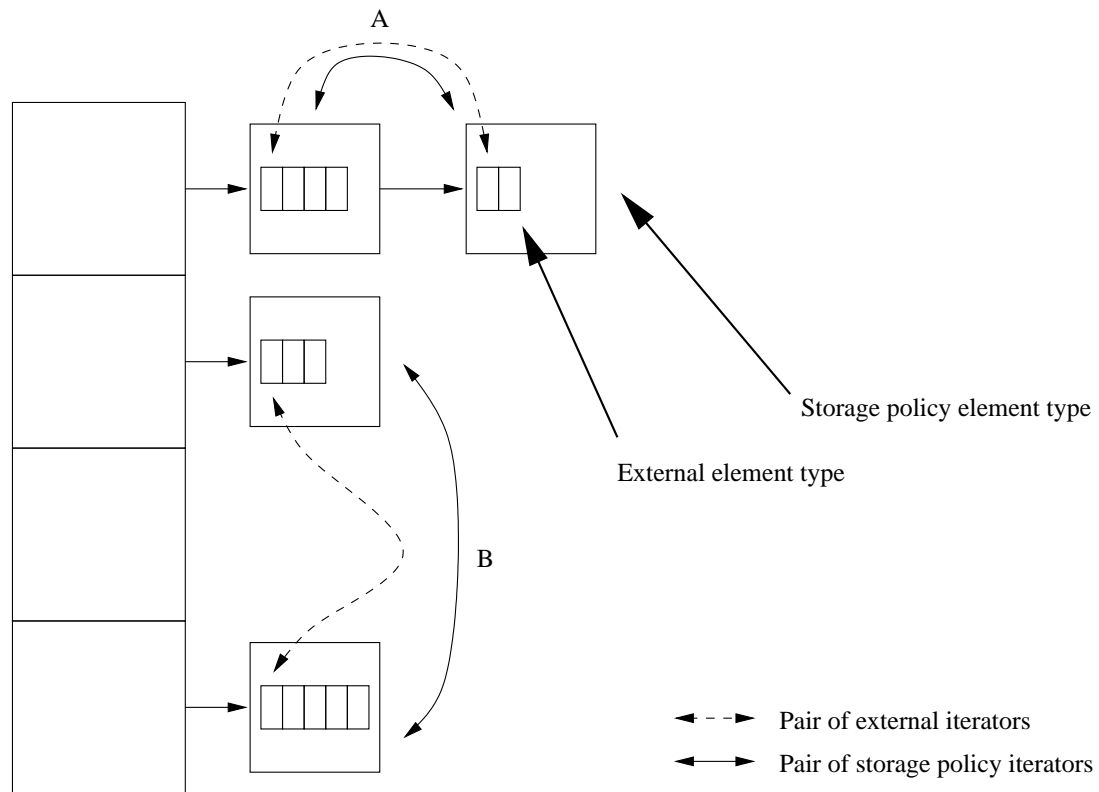 A
Storage policy element type
External element type
B
Pair of external iterators
Pair of storage policy iterators